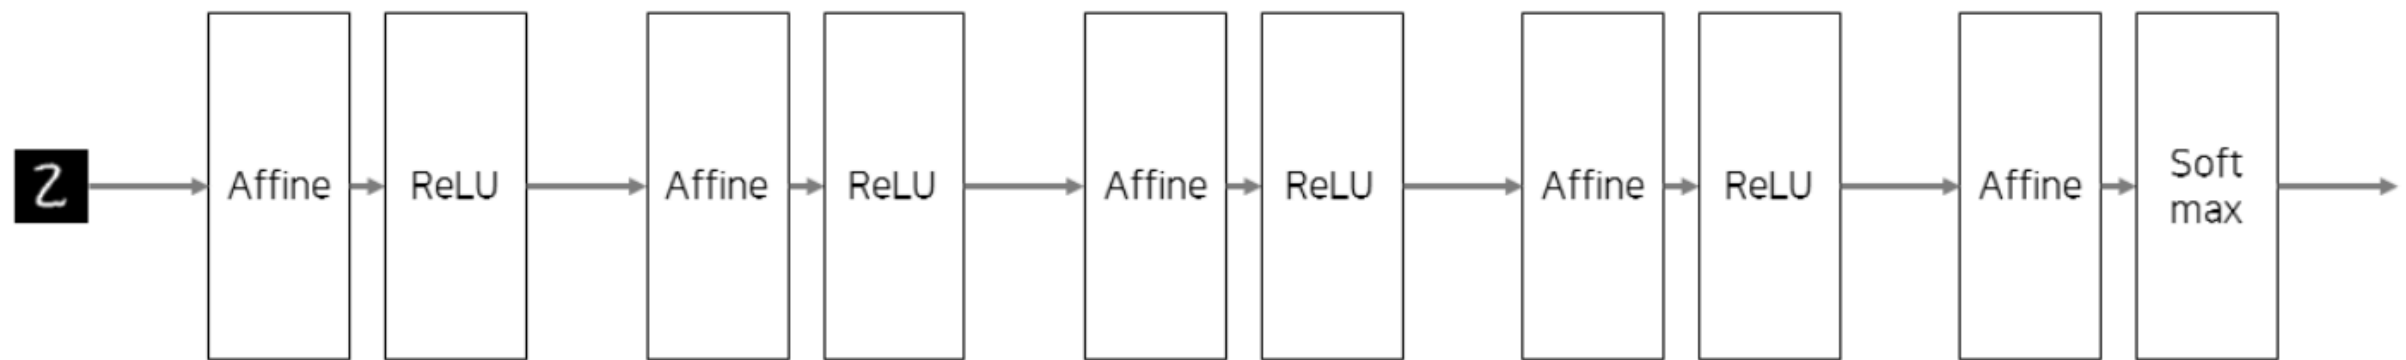 2
Affine
ReLU
Affine
ReLU
Affine
ReLU
Affine
ReLU
Affine
Soft
max